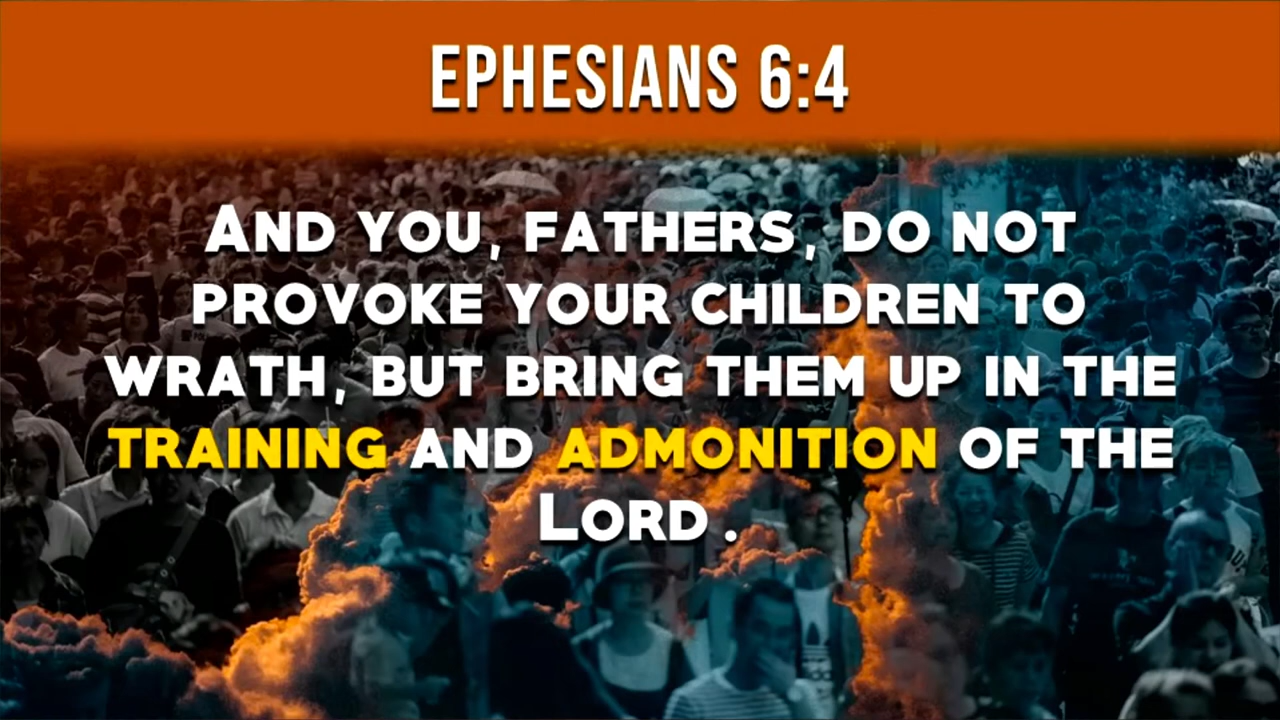 EPHESIANS 6:4
AND YOU, FATHERS, DO NOT
PROVOKE YOUR CHILDREN TO
WRATH, BUT BRING THEM UP IN THE
TRAINING AND ADMONITION OF THE
LORD.